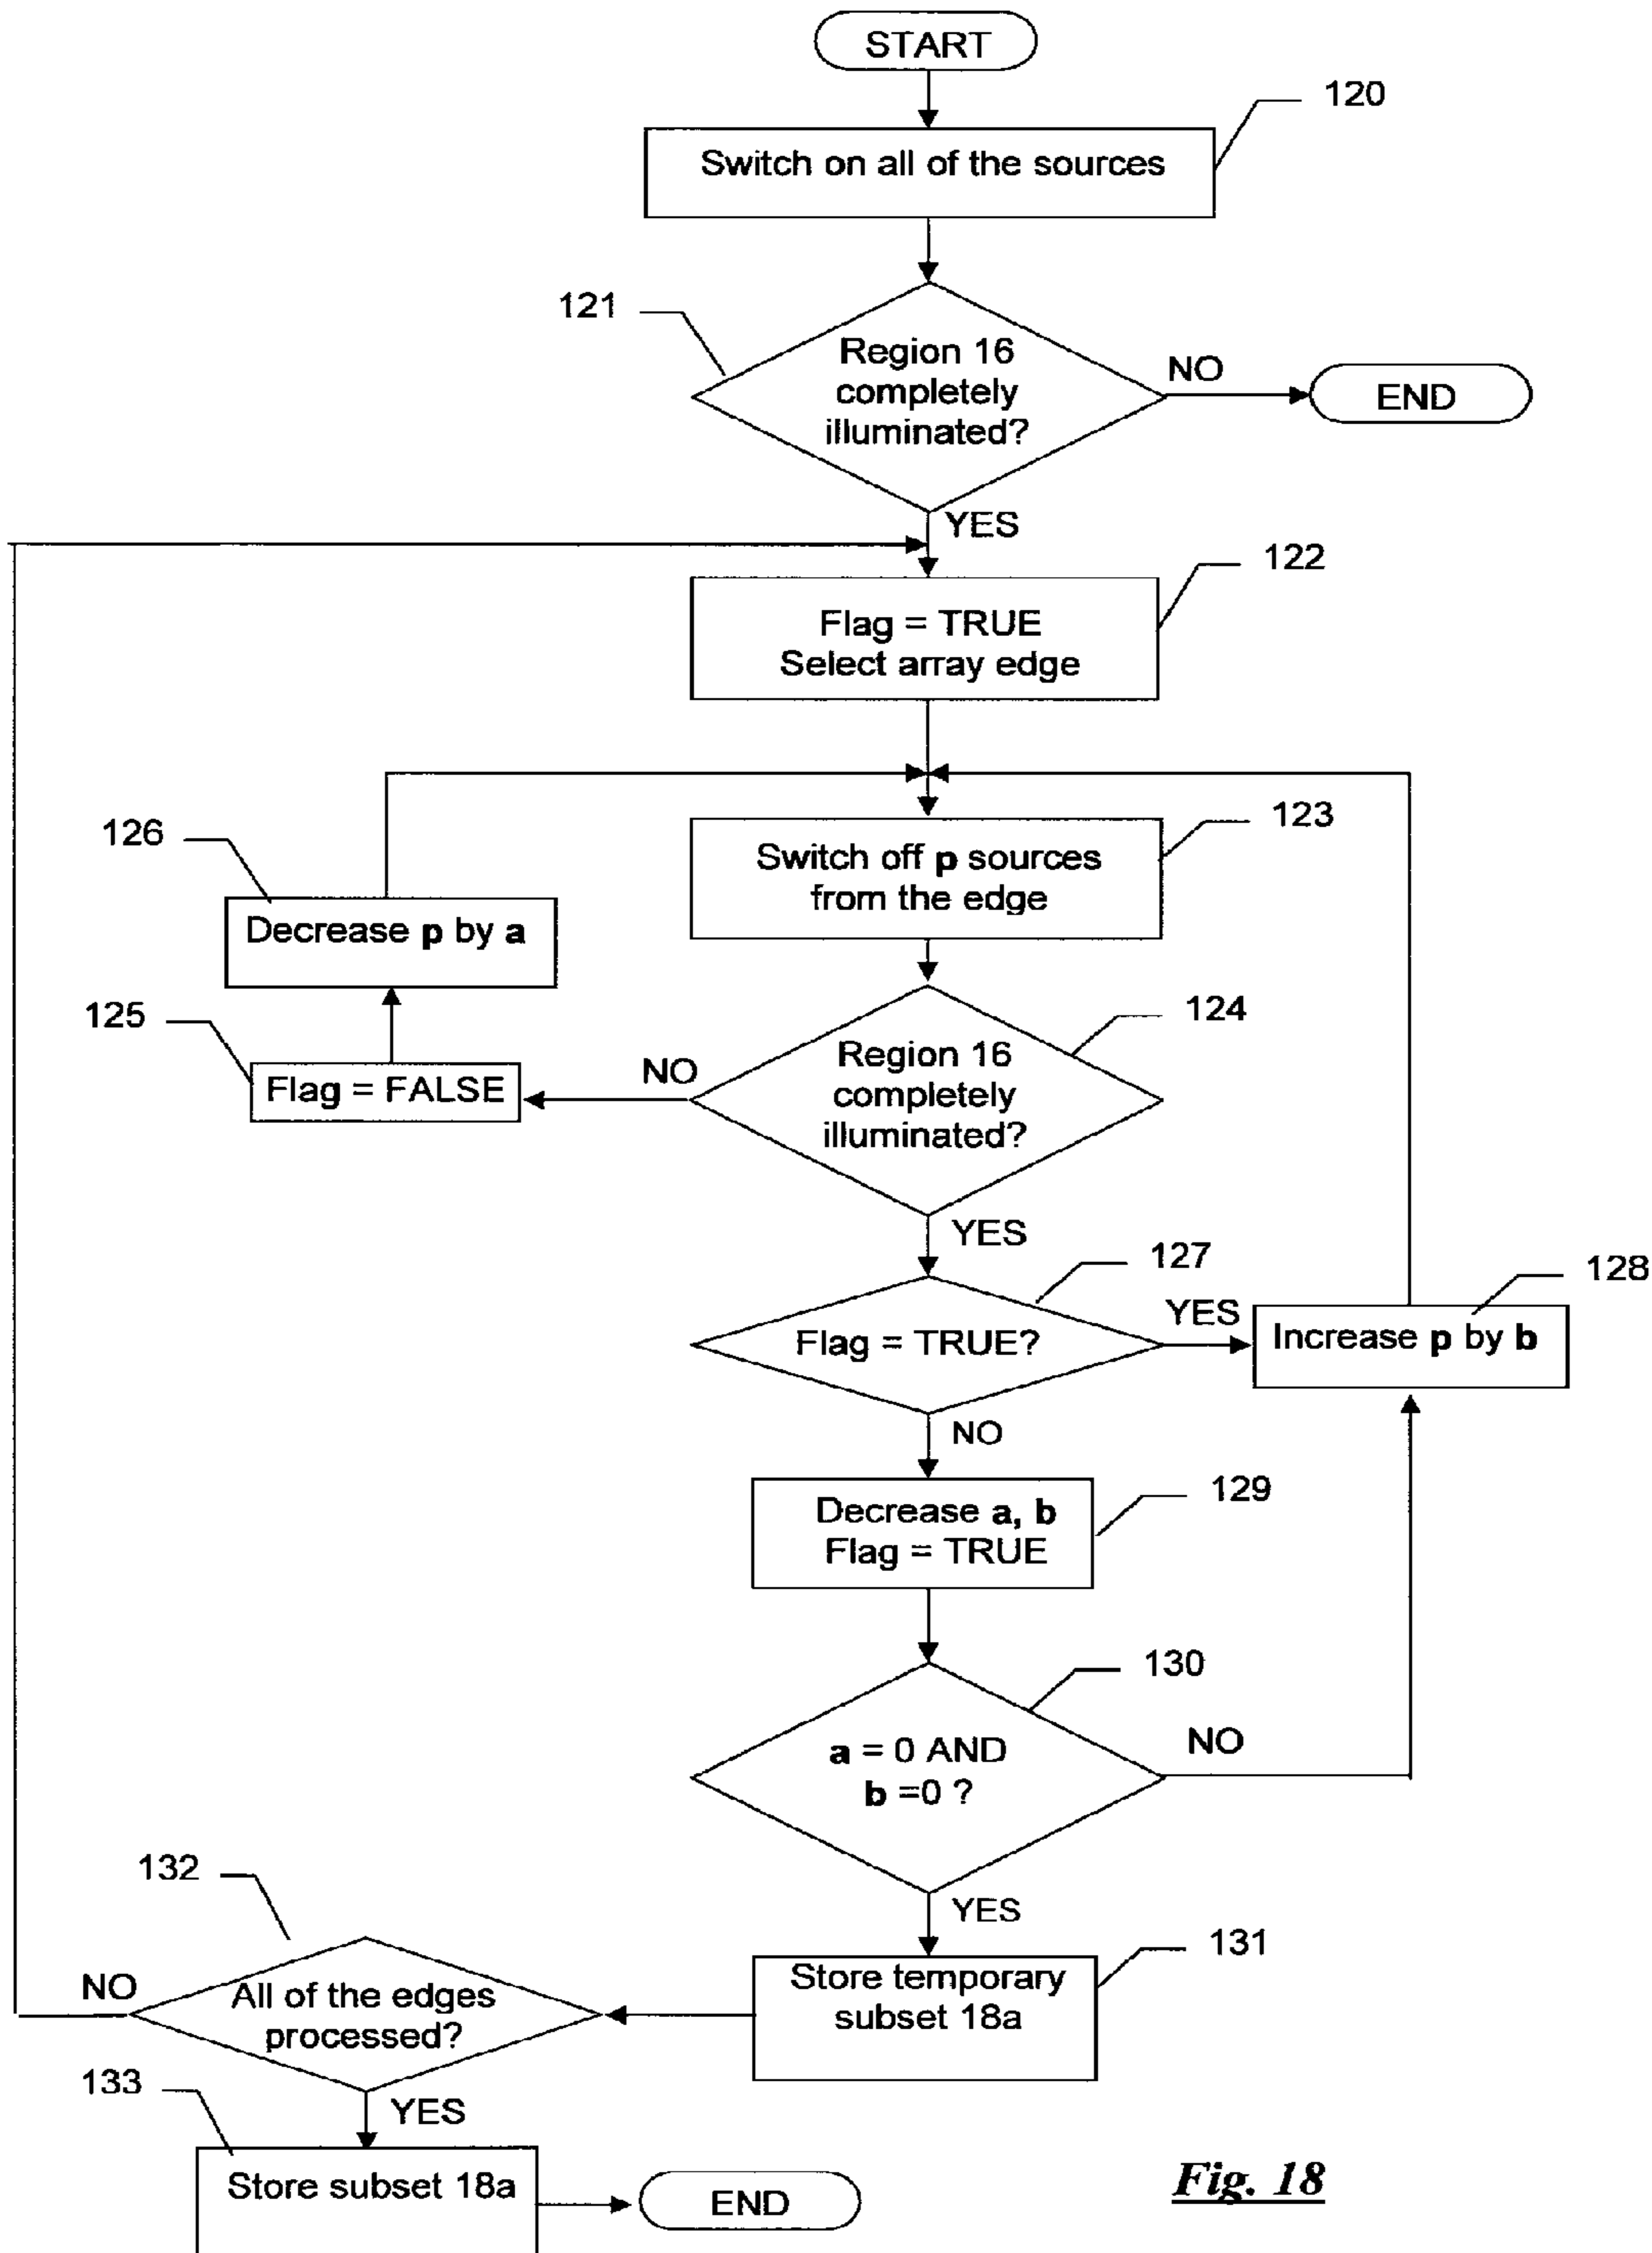 START
120
Switch on all of the sources
121
Region 16
completely
illuminated?
NO
END
YES
122
Flag = TRUE
Select array edge
123
126
Switch off p sources
from the edge
Decrease p by a
125
124
Region 16
completely
illuminated?
NO
Flag = FALSE
YES
127
128
Flag = TRUE?
YES
Increase p by b
NO
129
Decrease a, b
Flag = TRUE
130
a = 0 AND
b =0 ?
NO
132
YES
131
Store temporary
subset 18a
NO
All of the edges
processed?
133
YES
Store subset 18a
END
Fig. 18